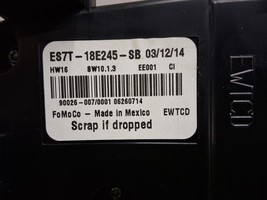 ES7T-18E245-SB 03/12/14
HW16 SW10.1.3 EE001 CI
90026-007/0001 06260714
FoMoCo - Made in Mexico EWTCD
Scrap if dropped
EWTCD